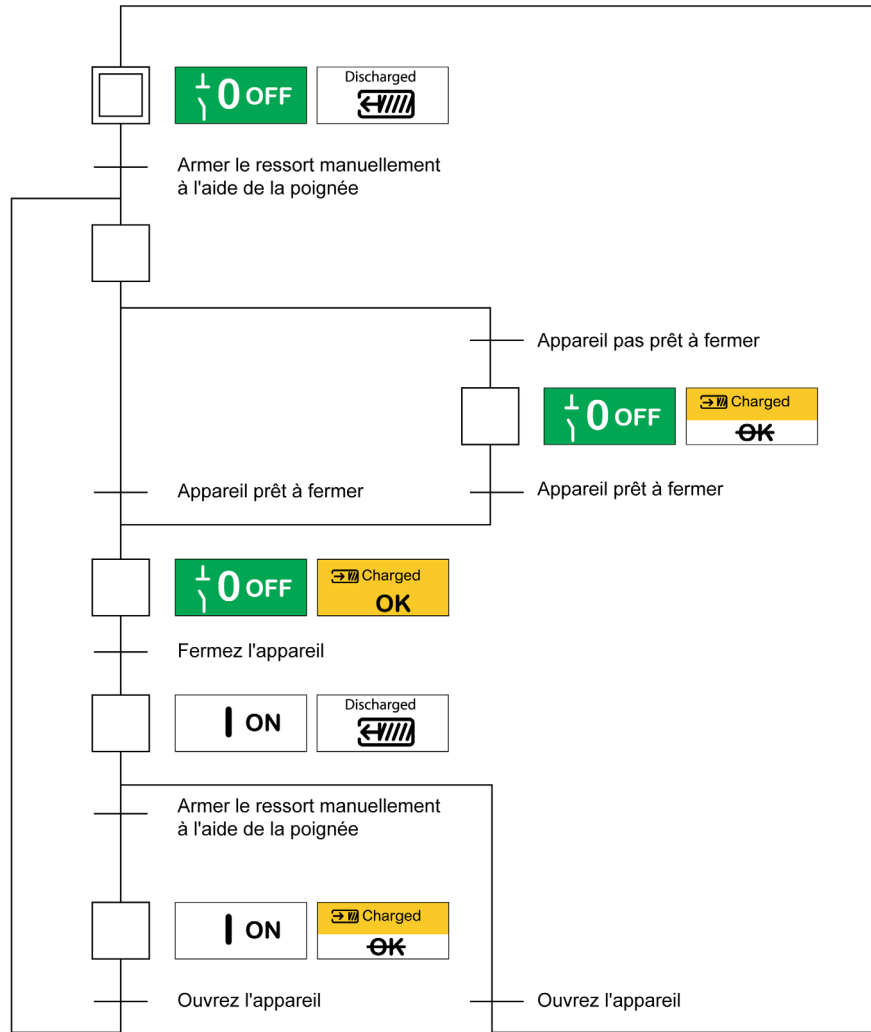 0 OFF
Discharged
Armer le ressort manuellement
à l'aide de la poignée
Appareil pas prêt à fermer
0 OFF
Charged
OK
Appareil prêt à fermer
Appareil prêt à fermer
0 OFF
Charged
OK
Fermez l'appareil
I ON
Discharged
Armer le ressort manuellement
à l'aide de la poignée
I ON
Charged
OK
Ouvrez l'appareil
Ouvrez l'appareil